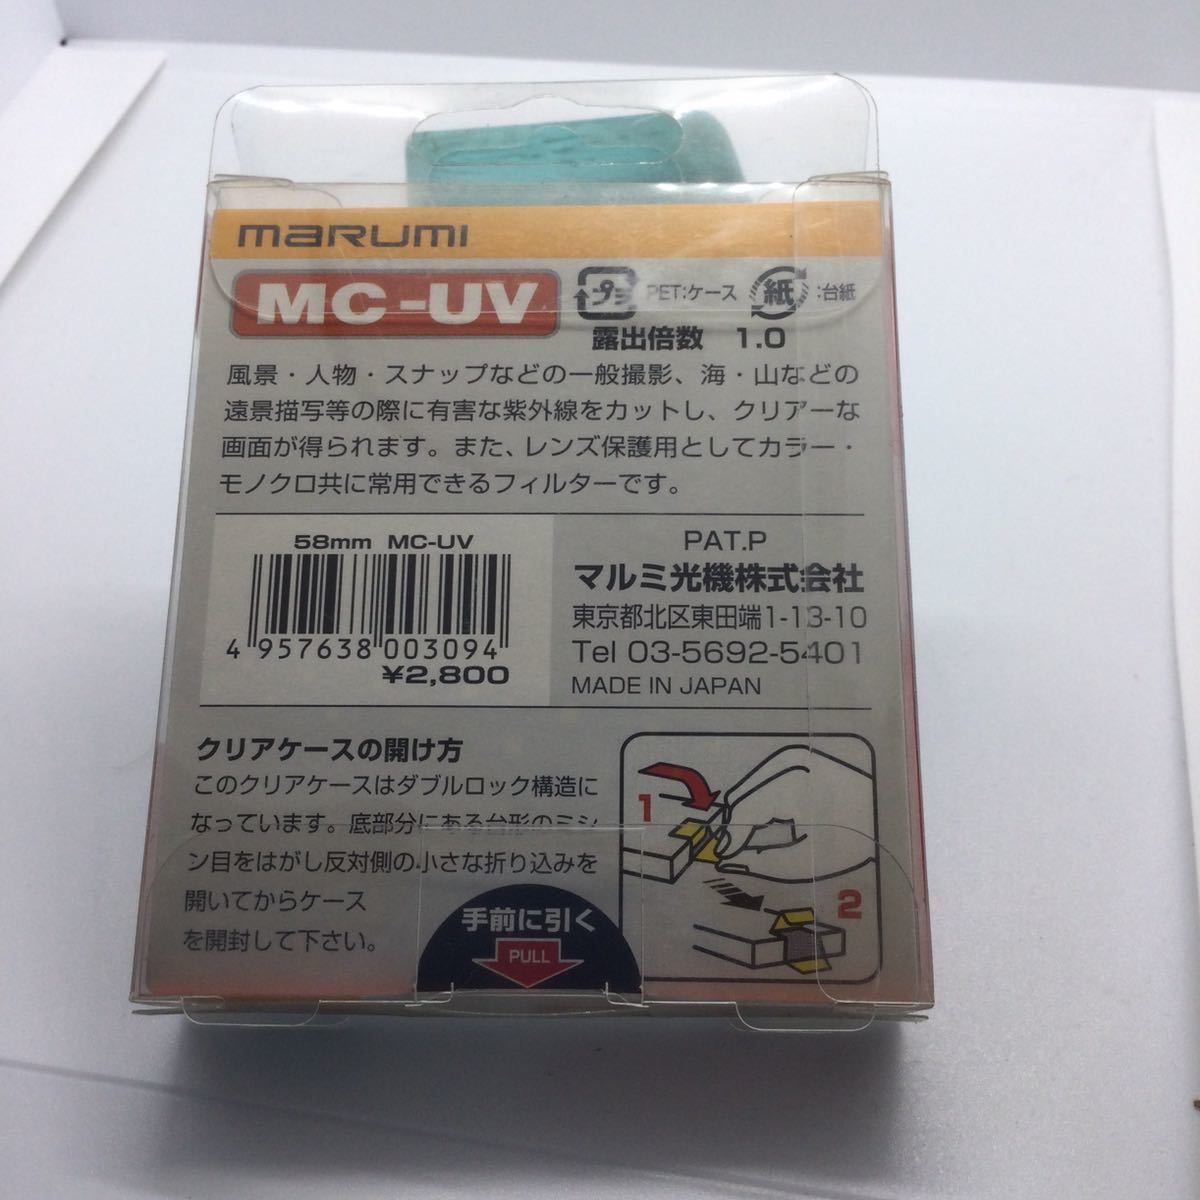 marumi
MC-UV
プラ PET:ケース 紙 :台紙
露出倍数 1.0
風景・人物・スナップなどの一般撮影、海・山などの
遠景描写等の際に有害な紫外線をカットし、クリアーな
画面が得られます。また、レンズ保護用としてカラー・
モノクロ共に常用できるフィルターです。
58mm MC-UV
4 957638 003094
¥2,800
PAT.P
マルミ光機株式会社
東京都北区東田端1-13-10
Tel 03-5692-5401
MADE IN JAPAN
クリアケースの開け方
このクリアケースはダブルロック構造に
なっています。底部分にある台形のミシ
ン目をはがし反対側の小さな折り込みを
開いてからケース
を開封して下さい。
手前に引く
PULL
1
2